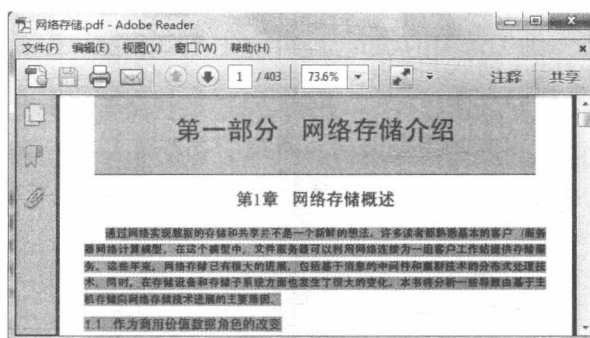 网络存储.pdf - Adobe Reader
文件(F) 编辑(E) 视图(V) 窗口(W) 帮助(H)
1 / 403 73.6% 注释 共享
第一部分 网络存储介绍
第1章 网络存储概述
通过网络实现数据的存储和共享并不是一个新鲜的想法。许多读者都熟悉基本的客户/服务
器网络计算模型。在这个模型中，文件服务器可以利用网络连接为一组客户工作站提供存储服
务。这些年来，网络存储已有很大的进展，包括基于消息的中间件和集群技术的分布式处理技
术。同时，在存储设备和存储子系统方面也发生了很大的变化。本书将分析一些导致由基于主
机存储向网络存储技术进展的主要原因。
1.1 作为商用价值数据角色的改变